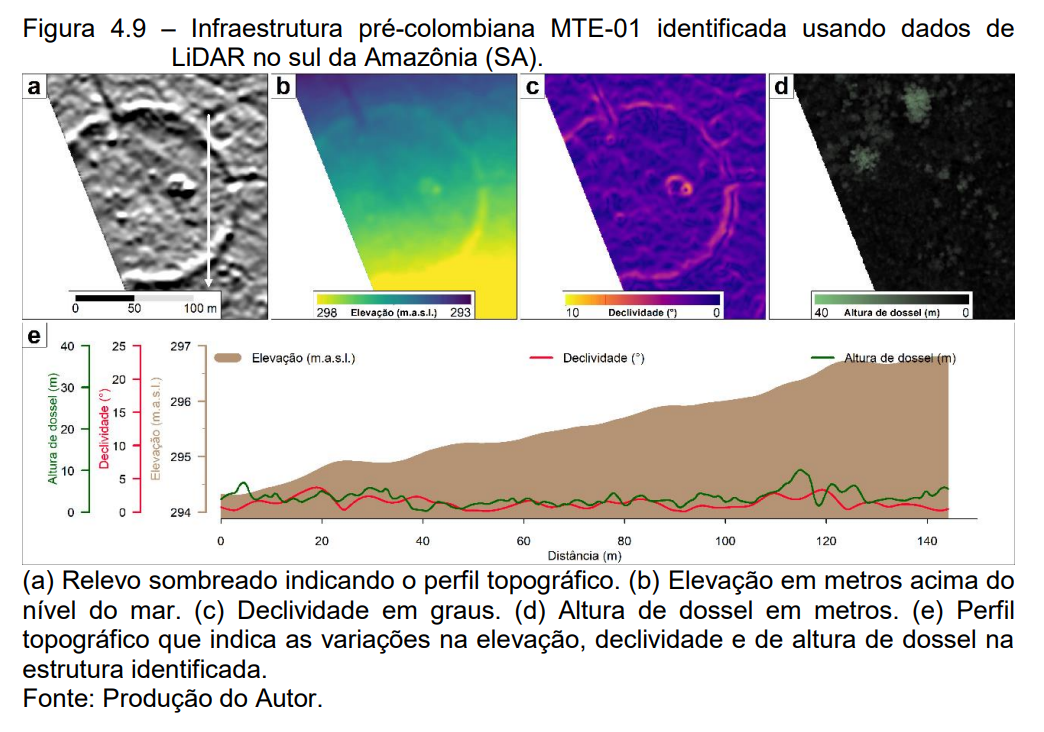 Figura 4.9 – Infraestrutura pré-colombiana MTE-01 identificada usando dados de
LiDAR no sul da Amazônia (SA).
a b c d
0 50 100 m
298 Elevação (m.a.s.l.) 293
10 Declividade (°) 0
40 Altura de dossel (m) 0
e
Altura de dossel (m)
40
30
20
10
0
Declividade (°)
25
20
15
10
5
0
Elevação (m.a.s.l.)
297
296
295
294
Elevação (m.a.s.l.) Declividade (°) Altura de dossel (m)
0 20 40 60 80 100 120 140
Distância (m)
(a) Relevo sombreado indicando o perfil topográfico. (b) Elevação em metros acima do
nível do mar. (c) Declividade em graus. (d) Altura de dossel em metros. (e) Perfil
topográfico que indica as variações na elevação, declividade e de altura de dossel na
estrutura identificada.
Fonte: Produção do Autor.